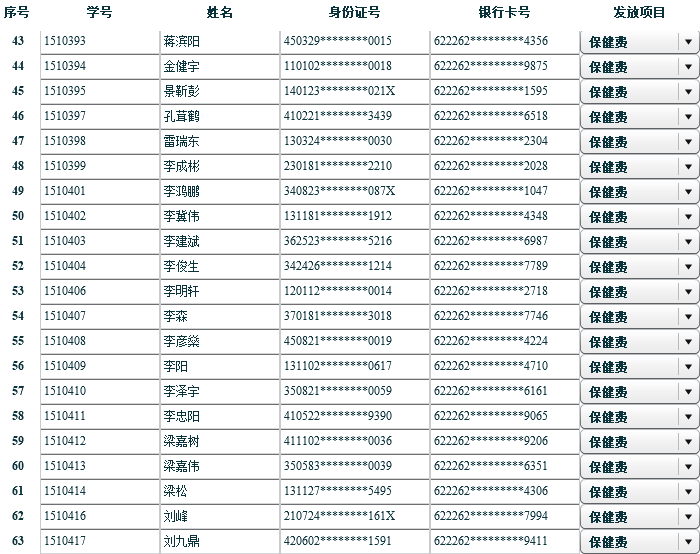 序号 学号 姓名 身份证号 银行卡号 发放项目
43 1510393 蒋滨阳 450329********0015 622262*********4356 保健费
44 1510394 金健宇 110102********0018 622262*********9875 保健费
45 1510395 景靳彭 140123********021X 622262*********1595 保健费
46 1510397 孔茸鹤 410221********3439 622262*********6518 保健费
47 1510398 雷瑞东 130324********0030 622262*********2304 保健费
48 1510399 李成彬 230181********2210 622262*********2028 保健费
49 1510401 李鸿鹏 340823********087X 622262*********1047 保健费
50 1510402 李冀伟 131181********1912 622262*********4348 保健费
51 1510403 李建斌 362523********5216 622262*********6987 保健费
52 1510404 李俊生 342426********1214 622262*********7789 保健费
53 1510406 李明轩 120112********0014 622262*********2718 保健费
54 1510407 李森 370181********3018 622262*********7746 保健费
55 1510408 李彦燊 450821********0019 622262*********4224 保健费
56 1510409 李阳 131102********0617 622262*********4710 保健费
57 1510410 李泽宇 350821********0059 622262*********6161 保健费
58 1510411 李忠阳 410522********9390 622262*********9065 保健费
59 1510412 梁嘉树 411102********0036 622262*********9206 保健费
60 1510413 梁嘉伟 350583********0039 622262*********6351 保健费
61 1510414 梁松 131127********5495 622262*********4306 保健费
62 1510416 刘峰 210724********161X 622262*********7994 保健费
63 1510417 刘九鼎 420602********1591 622262*********9411 保健费